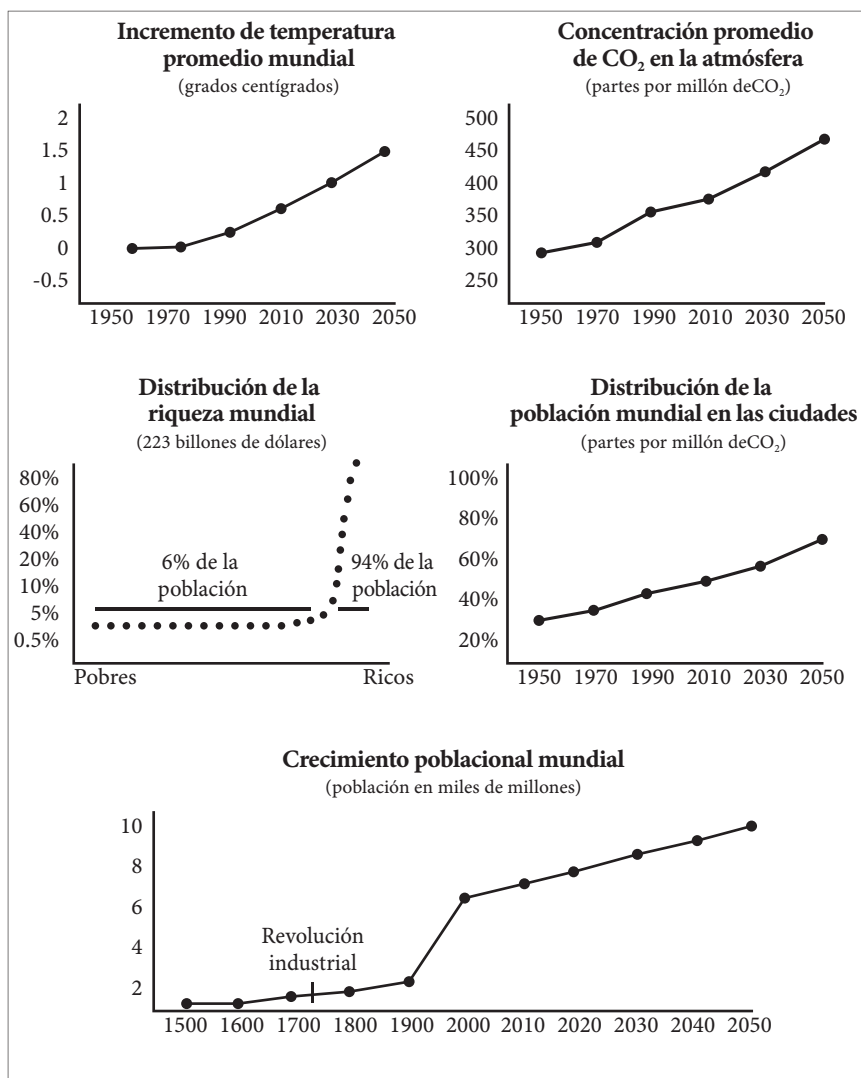 Incremento de temperatura
promedio mundial
(grados centígrados)
2
1.5
1
0.5
0
-0.5
1950 1970 1990 2010 2030 2050
Concentración promedio
de CO₂ en la atmósfera
(partes por millón deCO₂)
500
450
400
350
300
250
1950 1970 1990 2010 2030 2050
Distribución de la
riqueza mundial
(223 billones de dólares)
80%
60%
40%
20%
10%
5%
0.5%
6% de la
población
94% de la
población
Pobres Ricos
Distribución de la
población mundial en las ciudades
(partes por millón deCO₂)
100%
80%
60%
40%
20%
1950 1970 1990 2010 2030 2050
Crecimiento poblacional mundial
(población en miles de millones)
10
8
6
4
2
Revolución
industrial
1500 1600 1700 1800 1900 2000 2010 2020 2030 2040 2050